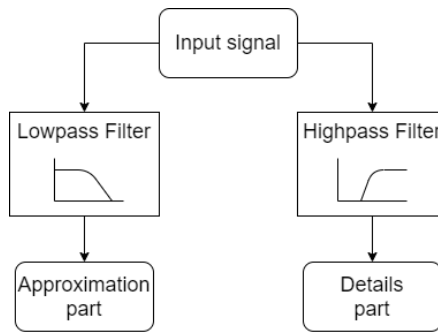 Input signal
Lowpass Filter
Highpass Filter
Approximation
part
Details
part